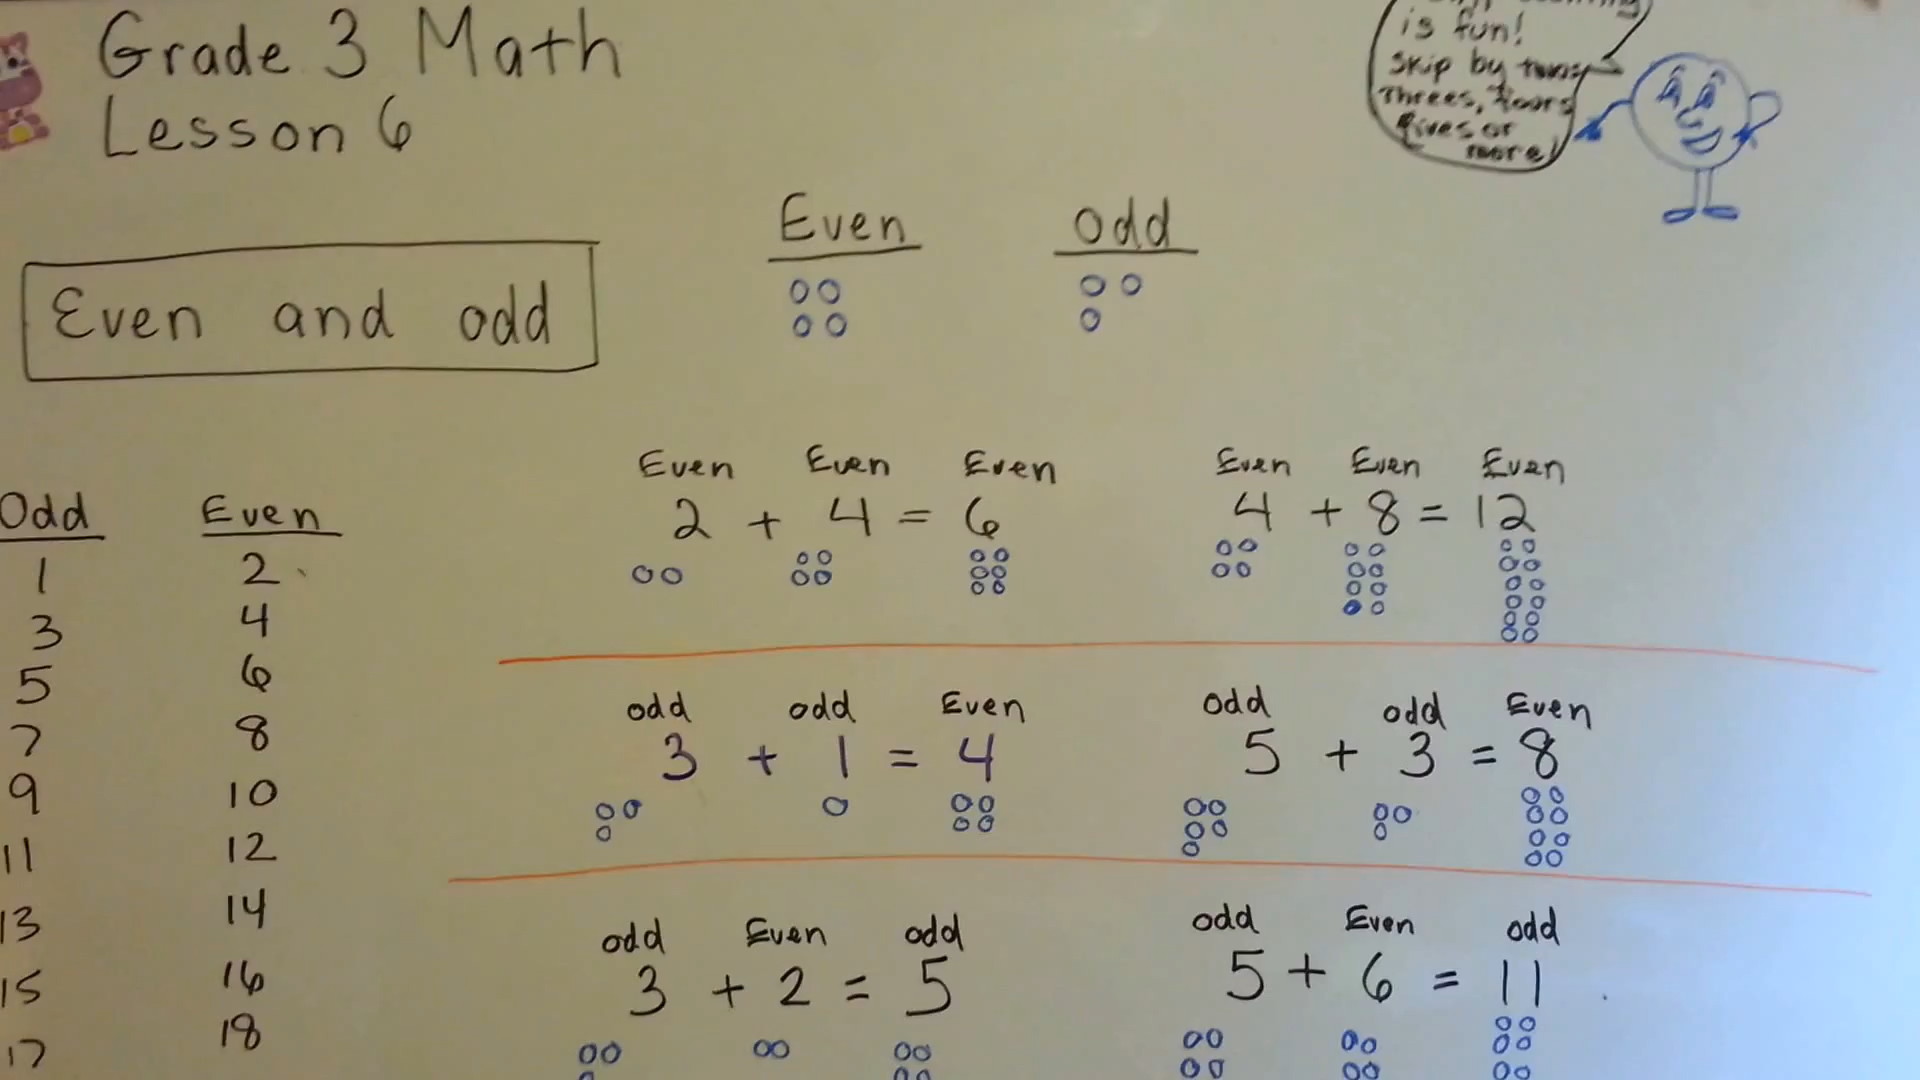 Grade 3 Math
Lesson 6
is fun!
skip by twos,
Threes, fours,
fives or
more!
Even and odd
Even Odd
Odd Even
1 2
3 4
5 6
7 8
9 10
11 12
13 14
15 16
17 18
Even Even Even
2 + 4 = 6
Even Even Even
4 + 8 = 12
odd odd Even
3 + 1 = 4
odd odd Even
5 + 3 = 8
odd Even odd
3 + 2 = 5
odd Even odd
5 + 6 = 11